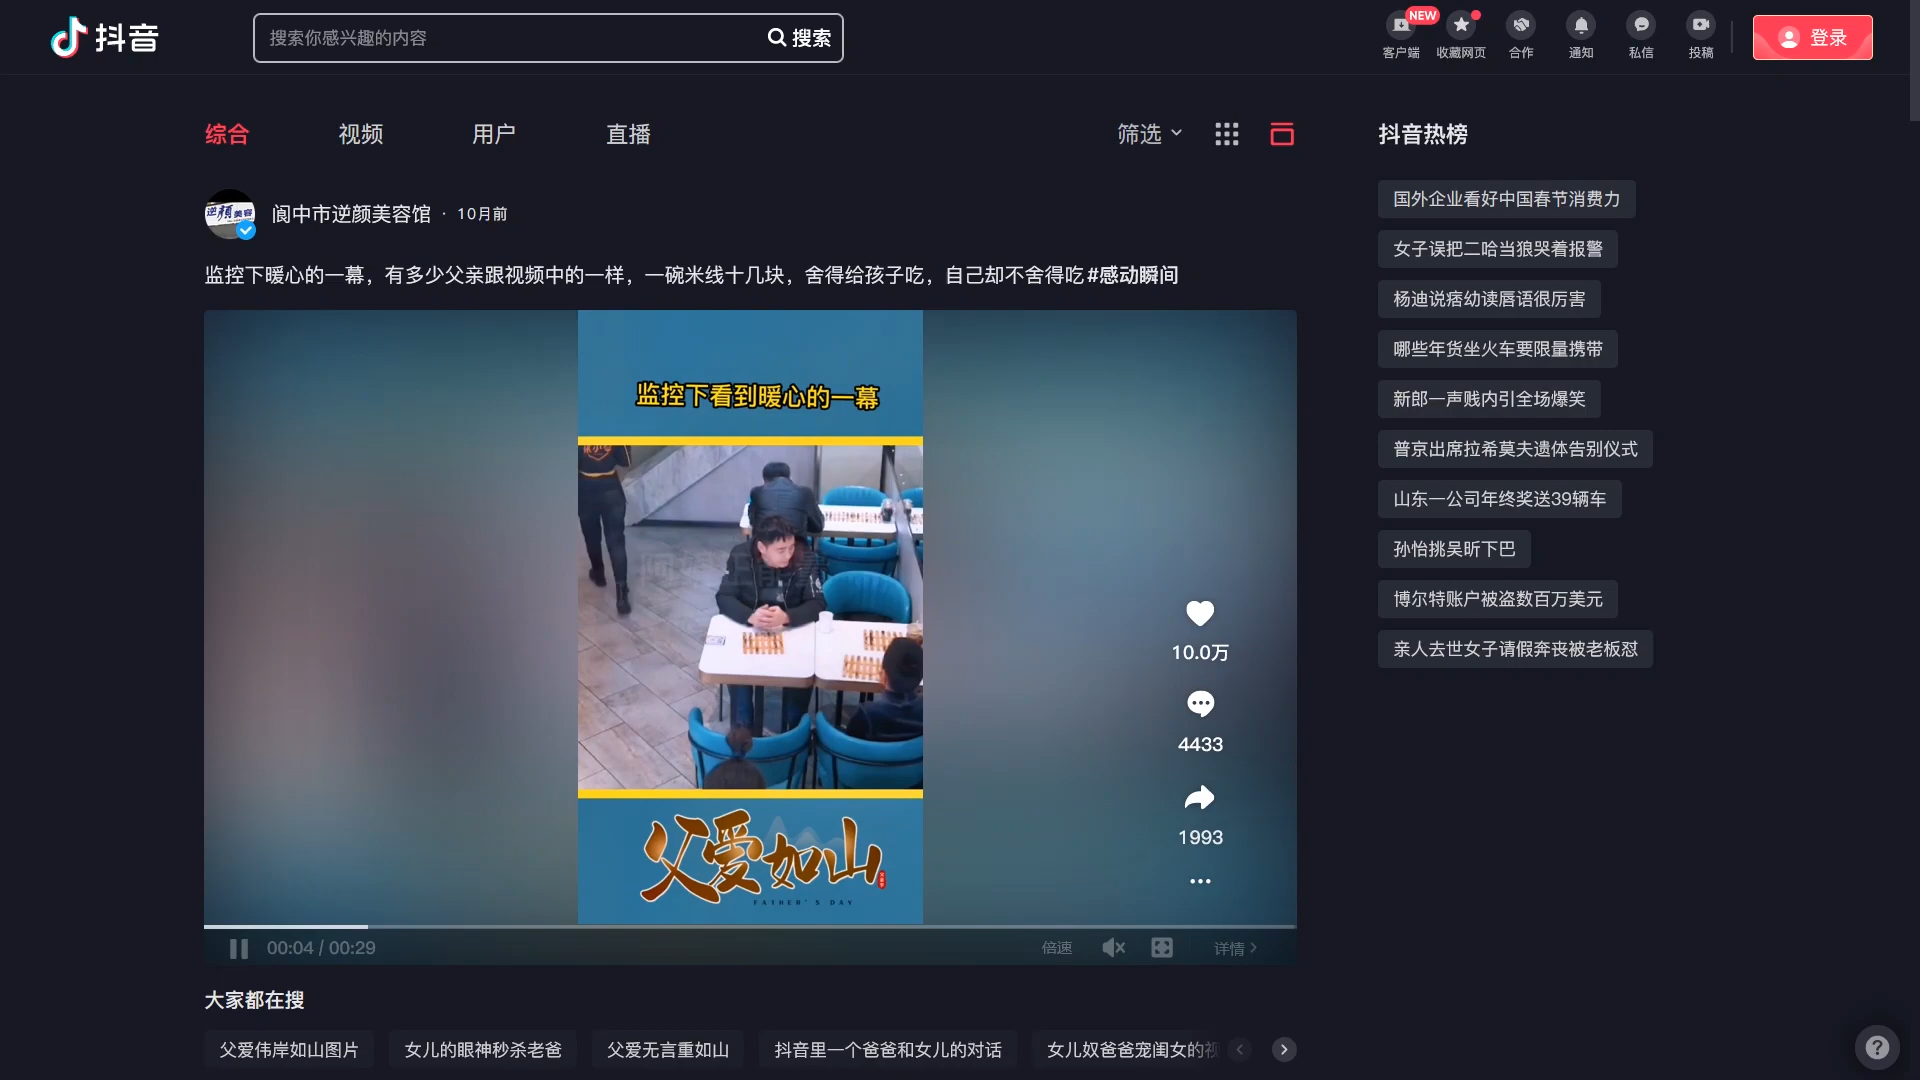 抖音
搜索你感兴趣的内容
搜索
客户端
NEW
收藏网页
合作
通知
私信
投稿
登录
综合
视频
用户
直播
筛选
抖音热榜
逆颜美容
阆中市逆颜美容馆 · 10月前
监控下暖心的一幕，有多少父亲跟视频中的一样，一碗米线十几块，舍得给孩子吃，自己却不舍得吃#感动瞬间
监控下看到暖心的一幕
父爱如山
FATHER'S DAY
10.0万
4433
1993
00:04 / 00:29
倍速
详情
国外企业看好中国春节消费力
女子误把二哈当狼哭着报警
杨迪说痞幼读唇语很厉害
哪些年货坐火车要限量携带
新郎一声贱内引全场爆笑
普京出席拉希莫夫遗体告别仪式
山东一公司年终奖送39辆车
孙怡挑吴昕下巴
博尔特账户被盗数百万美元
亲人去世女子请假奔丧被老板怼
大家都在搜
父爱伟岸如山图片
女儿的眼神秒杀老爸
父爱无言重如山
抖音里一个爸爸和女儿的对话
女儿奴爸爸宠闺女的视